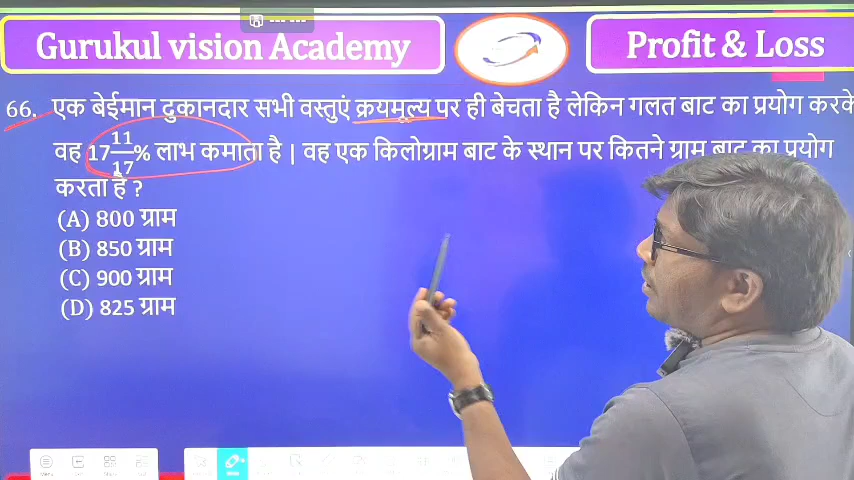 Gurukul vision Academy
Profit & Loss
66. एक बेईमान दुकानदार सभी वस्तुएं क्रयमूल्य पर ही बेचता है लेकिन गलत बाट का प्रयोग करके
वह 17 11/17% लाभ कमाता है | वह एक किलोग्राम बाट के स्थान पर कितने ग्राम बाट का प्रयोग
करता है ?
(A) 800 ग्राम
(B) 850 ग्राम
(C) 900 ग्राम
(D) 825 ग्राम